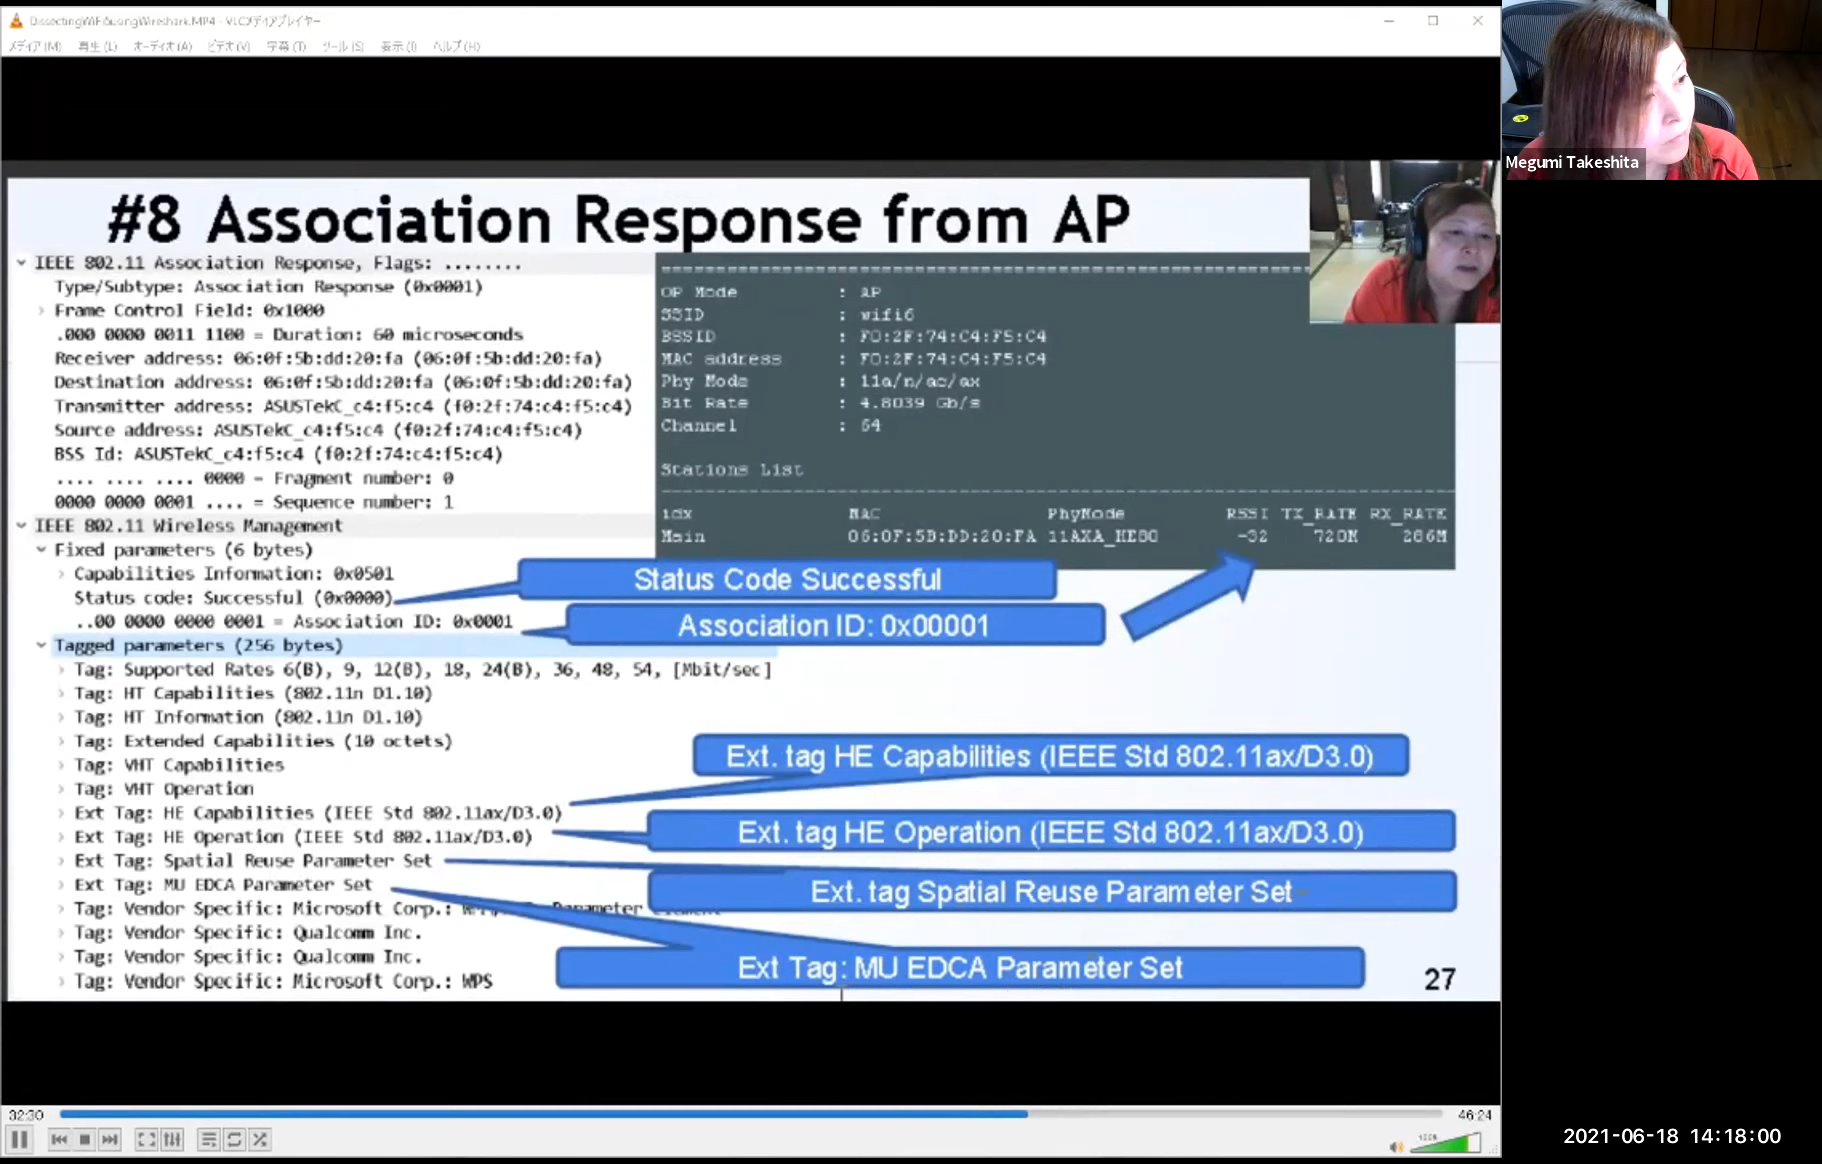 DissectingWiFi6usingWireshark.MP4 - VLCメディアプレイヤー
メディア(M) 再生(L) オーディオ(A) ビデオ(V) 字幕(T) ツール(S) 表示(I) ヘルプ(H)
Megumi Takeshita
#8 Association Response from AP
IEEE 802.11 Association Response, Flags: ........
Type/Subtype: Association Response (0x0001)
Frame Control Field: 0x1000
.000 0000 0011 1100 = Duration: 60 microseconds
Receiver address: 06:0f:5b:dd:20:fa (06:0f:5b:dd:20:fa)
Destination address: 06:0f:5b:dd:20:fa (06:0f:5b:dd:20:fa)
Transmitter address: ASUSTekC_c4:f5:c4 (f0:2f:74:c4:f5:c4)
Source address: ASUSTekC_c4:f5:c4 (f0:2f:74:c4:f5:c4)
BSS Id: ASUSTekC_c4:f5:c4 (f0:2f:74:c4:f5:c4)
.... .... .... 0000 = Fragment number: 0
0000 0000 0001 .... = Sequence number: 1
IEEE 802.11 Wireless Management
Fixed parameters (6 bytes)
Capabilities Information: 0x0501
Status code: Successful (0x0000)
..00 0000 0000 0001 = Association ID: 0x0001
Tagged parameters (256 bytes)
Tag: Supported Rates 6(B), 9, 12(B), 18, 24(B), 36, 48, 54, [Mbit/sec]
Tag: HT Capabilities (802.11n D1.10)
Tag: HT Information (802.11n D1.10)
Tag: Extended Capabilities (10 octets)
Tag: VHT Capabilities
Tag: VHT Operation
Ext Tag: HE Capabilities (IEEE Std 802.11ax/D3.0)
Ext Tag: HE Operation (IEEE Std 802.11ax/D3.0)
Ext Tag: Spatial Reuse Parameter Set
Ext Tag: MU EDCA Parameter Set
Tag: Vendor Specific: Microsoft Corp.: Parameter
Tag: Vendor Specific: Qualcomm Inc.
Tag: Vendor Specific: Qualcomm Inc.
Tag: Vendor Specific: Microsoft Corp.: WPS
OP Mode : AP
SSID : wifi6
BSSID : F0:2F:74:C4:F5:C4
MAC address : F0:2F:74:C4:F5:C4
Phy Mode : 11a/n/ac/ax
Bit Rate : 4.8039 Gb/s
Channel : 64
Stations List
idx MAC PhyMode RSSI TX_RATE RX_RATE
Main 06:0F:5B:DD:20:FA 11AXA_HE80 -32 720M 286M
Status Code Successful
Association ID: 0x00001
Ext. tag HE Capabilities (IEEE Std 802.11ax/D3.0)
Ext. tag HE Operation (IEEE Std 802.11ax/D3.0)
Ext. tag Spatial Reuse Parameter Set
Ext Tag: MU EDCA Parameter Set
27
32:30
46:24
2021-06-18 14:18:00